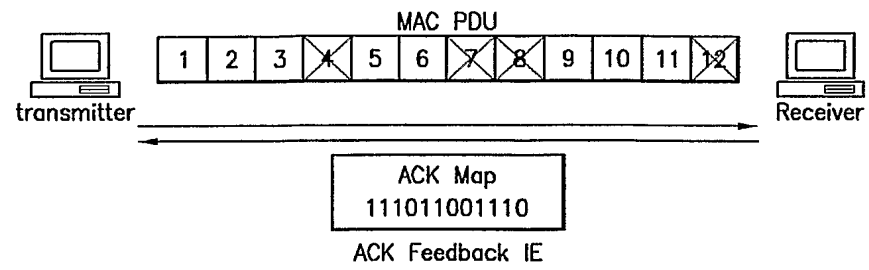 MAC PDU
1 2 3 4 5 6 7 8 9 10 11 12
transmitter
Receiver
ACK Map
111011001110
ACK Feedback IE